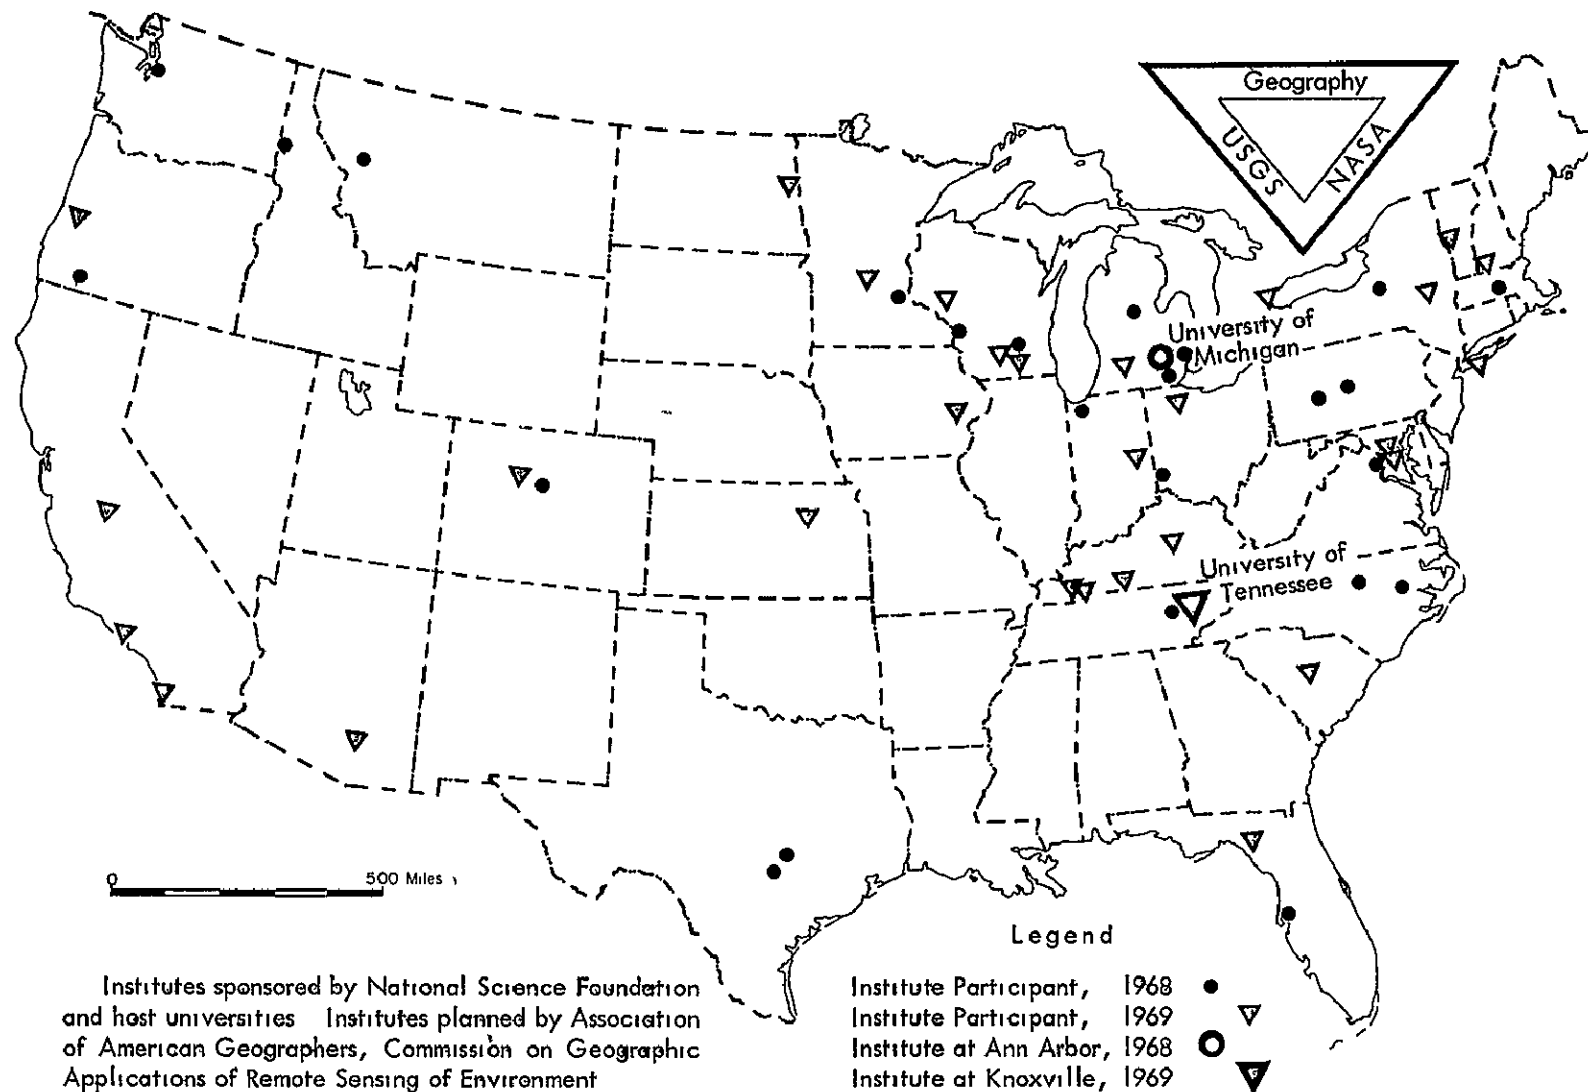 Geography
USGS
NASA
University of
Michigan
University of
Tennessee
0 500 Miles
Legend
Institutes sponsored by National Science Foundation
and host universities Institutes planned by Association
of American Geographers, Commission on Geographic
Applications of Remote Sensing of Environment
Institute Participant, 1968
Institute Participant, 1969
Institute at Ann Arbor, 1968
Institute at Knoxville, 1969